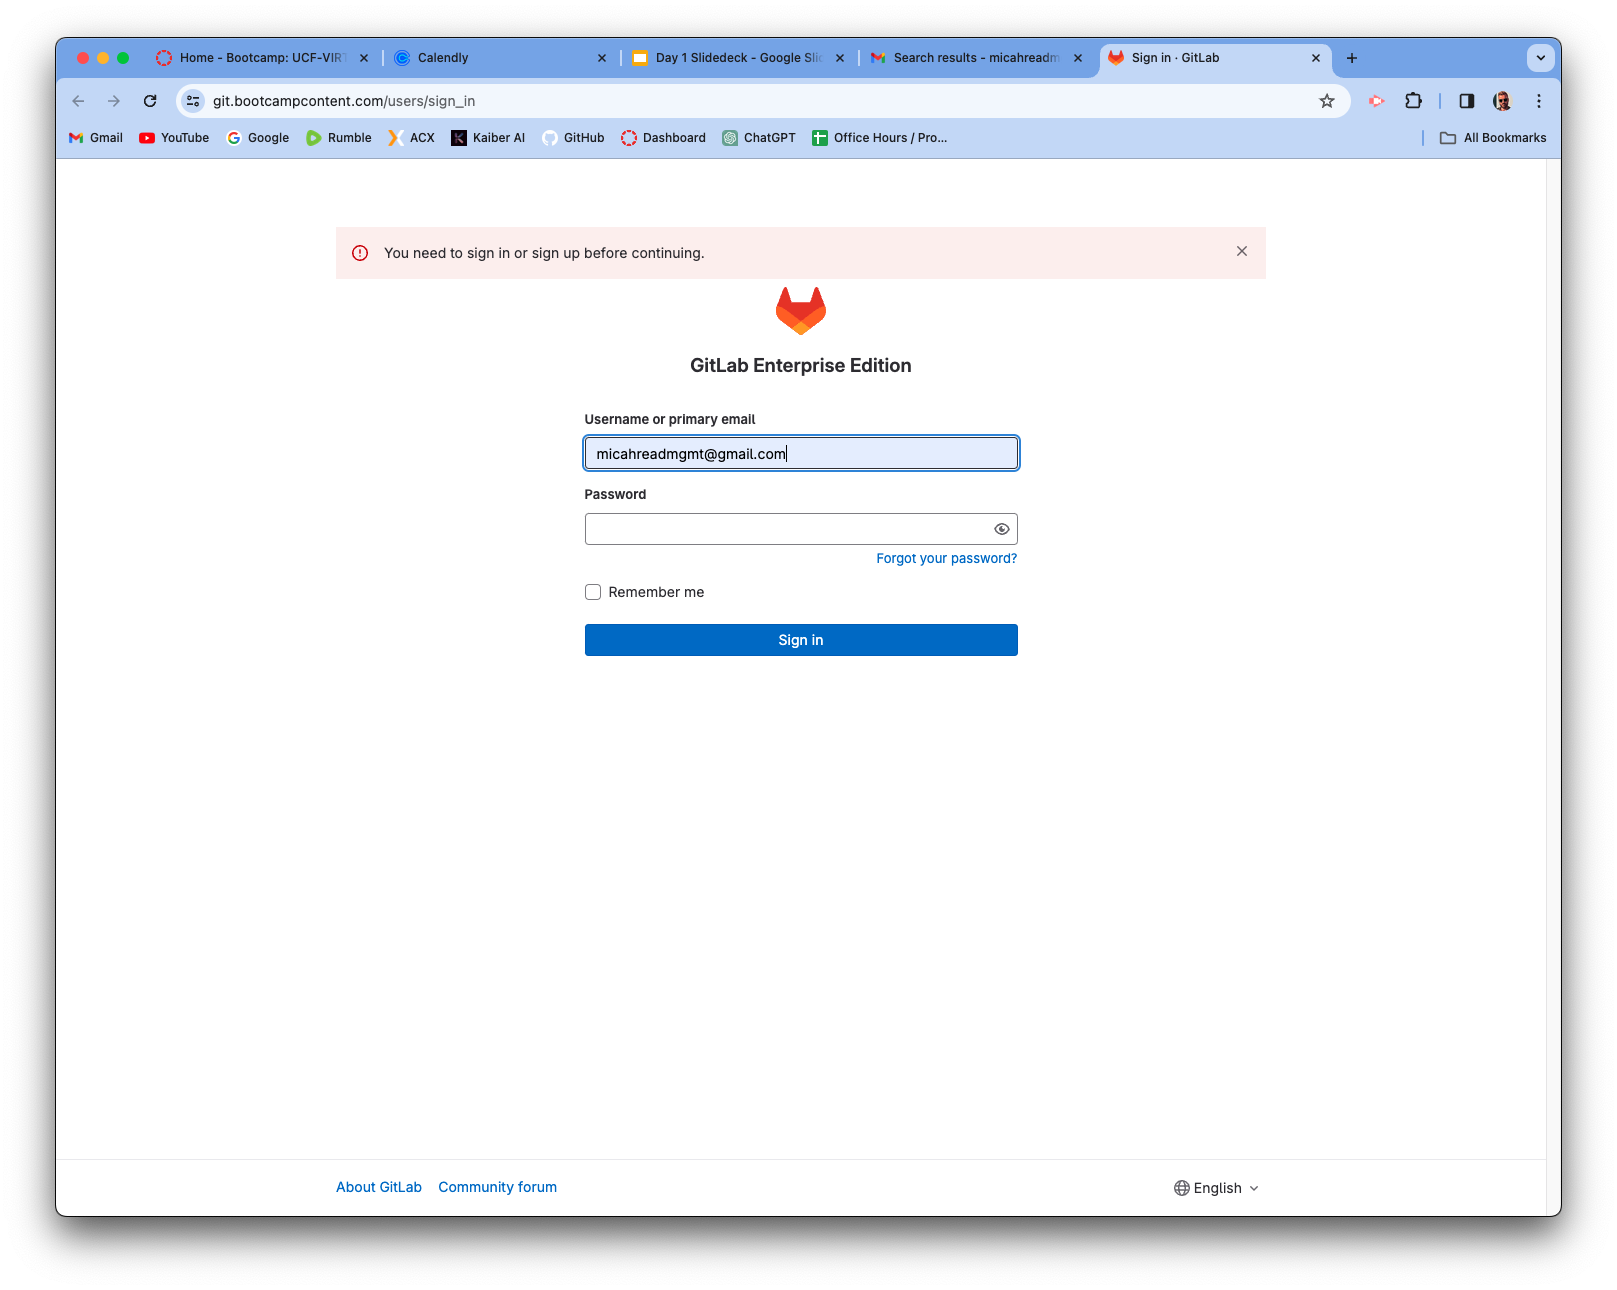 Home - Bootcamp: UCF-VIRT
Calendly
Day 1 Slidedeck - Google Slid
Search results - micahreadm
Sign in · GitLab
git.bootcampcontent.com/users/sign_in
Gmail
YouTube
Google
Rumble
ACX
Kaiber AI
GitHub
Dashboard
ChatGPT
Office Hours / Pro...
All Bookmarks
You need to sign in or sign up before continuing.
GitLab Enterprise Edition
Username or primary email
micahreadmgmt@gmail.com
Password
Forgot your password?
Remember me
Sign in
About GitLab
Community forum
English